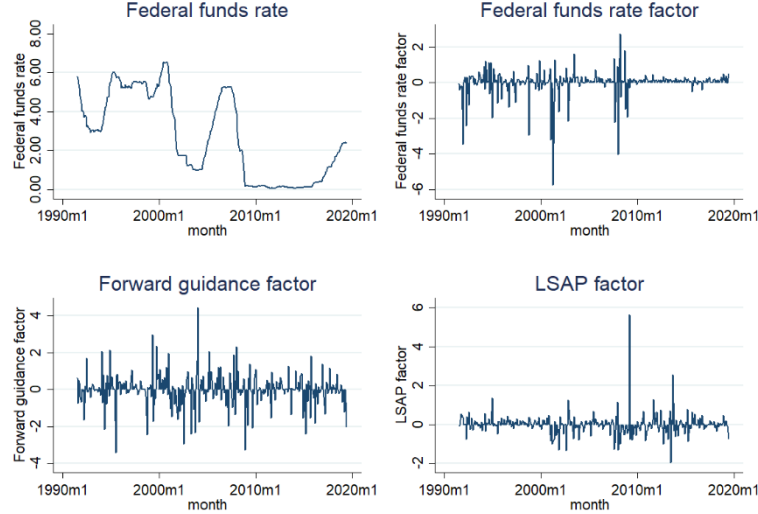 Federal funds rate
Federal funds rate
8.00
6.00
4.00
2.00
0.00
1990m1 2000m1 2010m1 2020m1
month
Federal funds rate factor
Federal funds rate factor
2
0
-2
-4
-6
1990m1 2000m1 2010m1 2020m1
month
Forward guidance factor
Forward guidance factor
4
2
0
-2
-4
1990m1 2000m1 2010m1 2020m1
month
LSAP factor
LSAP factor
6
4
2
0
-2
1990m1 2000m1 2010m1 2020m1
month